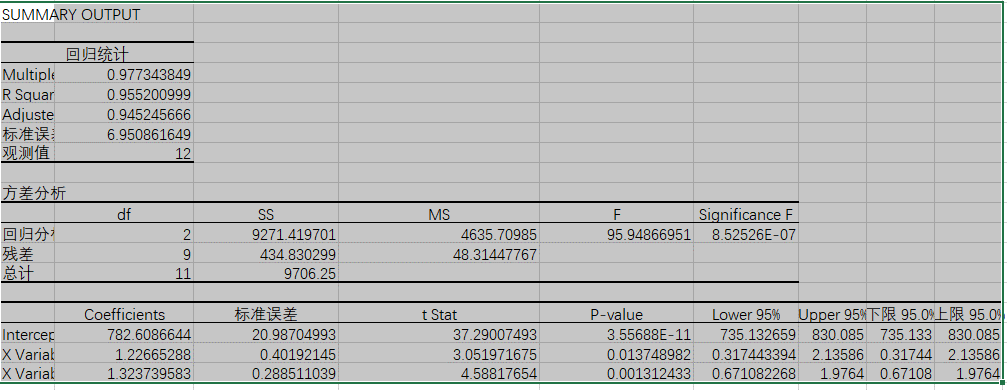 SUMMARY OUTPUT
回归统计
Multiple 0.977343849
R Squar 0.955200999
Adjuste 0.945245666
标准误差 6.950861649
观测值 12
方差分析
df SS MS F Significance F
回归分析 2 9271.419701 4635.70985 95.94866951 8.52526E-07
残差 9 434.830299 48.31447767
总计 11 9706.25
Coefficients 标准误差 t Stat P-value Lower 95% Upper 95% 下限 95.0% 上限 95.0%
Intercep 782.6086644 20.98704993 37.29007493 3.55688E-11 735.132659 830.085 735.133 830.085
X Variab 1.22665288 0.40192145 3.051971675 0.013748982 0.317443394 2.13586 0.31744 2.13586
X Variab 1.323739583 0.288511039 4.58817654 0.001312433 0.671082268 1.9764 0.67108 1.9764